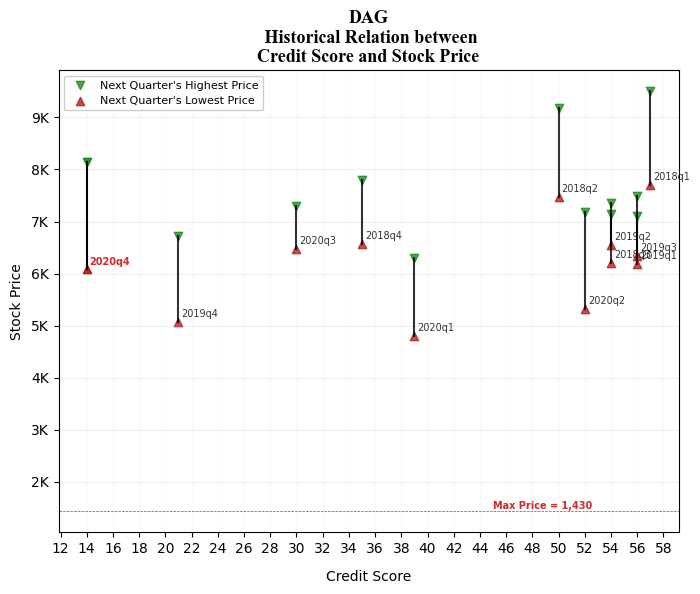 DAG
Historical Relation between
Credit Score and Stock Price
Next Quarter's Highest Price
Next Quarter's Lowest Price
9K
8K
7K
6K
5K
4K
3K
2K
Stock Price
2018q1
2018q2
2018q4
2020q3
2019q2
2019q3
2019q1
2020q4
2020q2
2019q4
2020q1
Max Price = 1,430
12 14 16 18 20 22 24 26 28 30 32 34 36 38 40 42 44 46 48 50 52 54 56 58
Credit Score